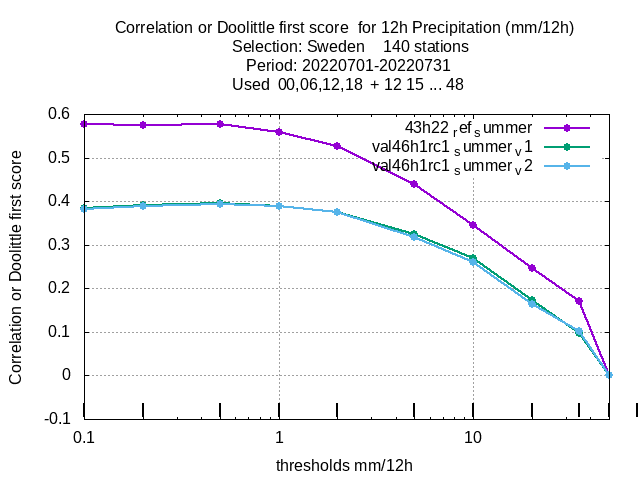 Correlation or Doolittle first score  for 12h Precipitation (mm/12h)
Selection: Sweden    140 stations
Period: 20220701-20220731
Used  00,06,12,18  + 12 15 ... 48
Correlation or Doolittle first score
0.6
0.5
0.4
0.3
0.2
0.1
0
-0.1
43h22 ref summer
val46h1rc1 summer v1
val46h1rc1 summer v2
0.1 1 10
thresholds mm/12h